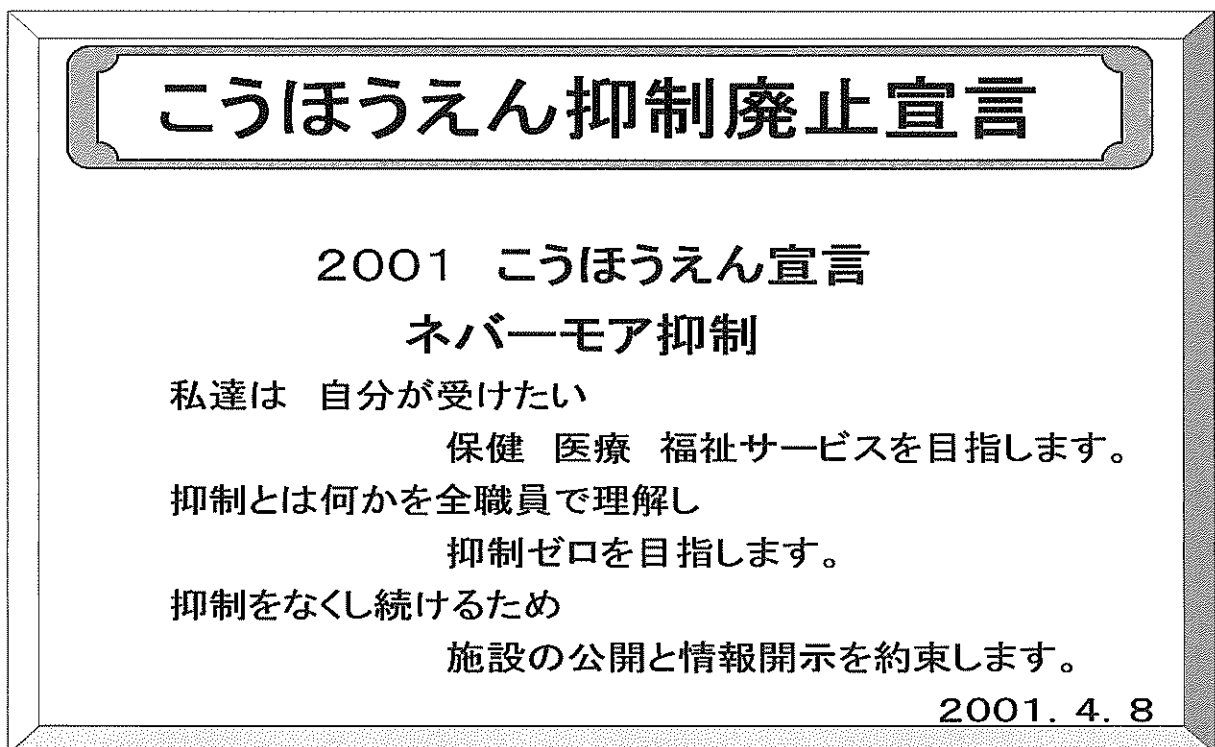 こうほうえん抑制廃止宣言
2001　こうほうえん宣言
ネバーモア抑制
私達は　自分が受けたい
保健　医療　福祉サービスを目指します。
抑制とは何かを全職員で理解し
抑制ゼロを目指します。
抑制をなくし続けるため
施設の公開と情報開示を約束します。
2001. 4. 8